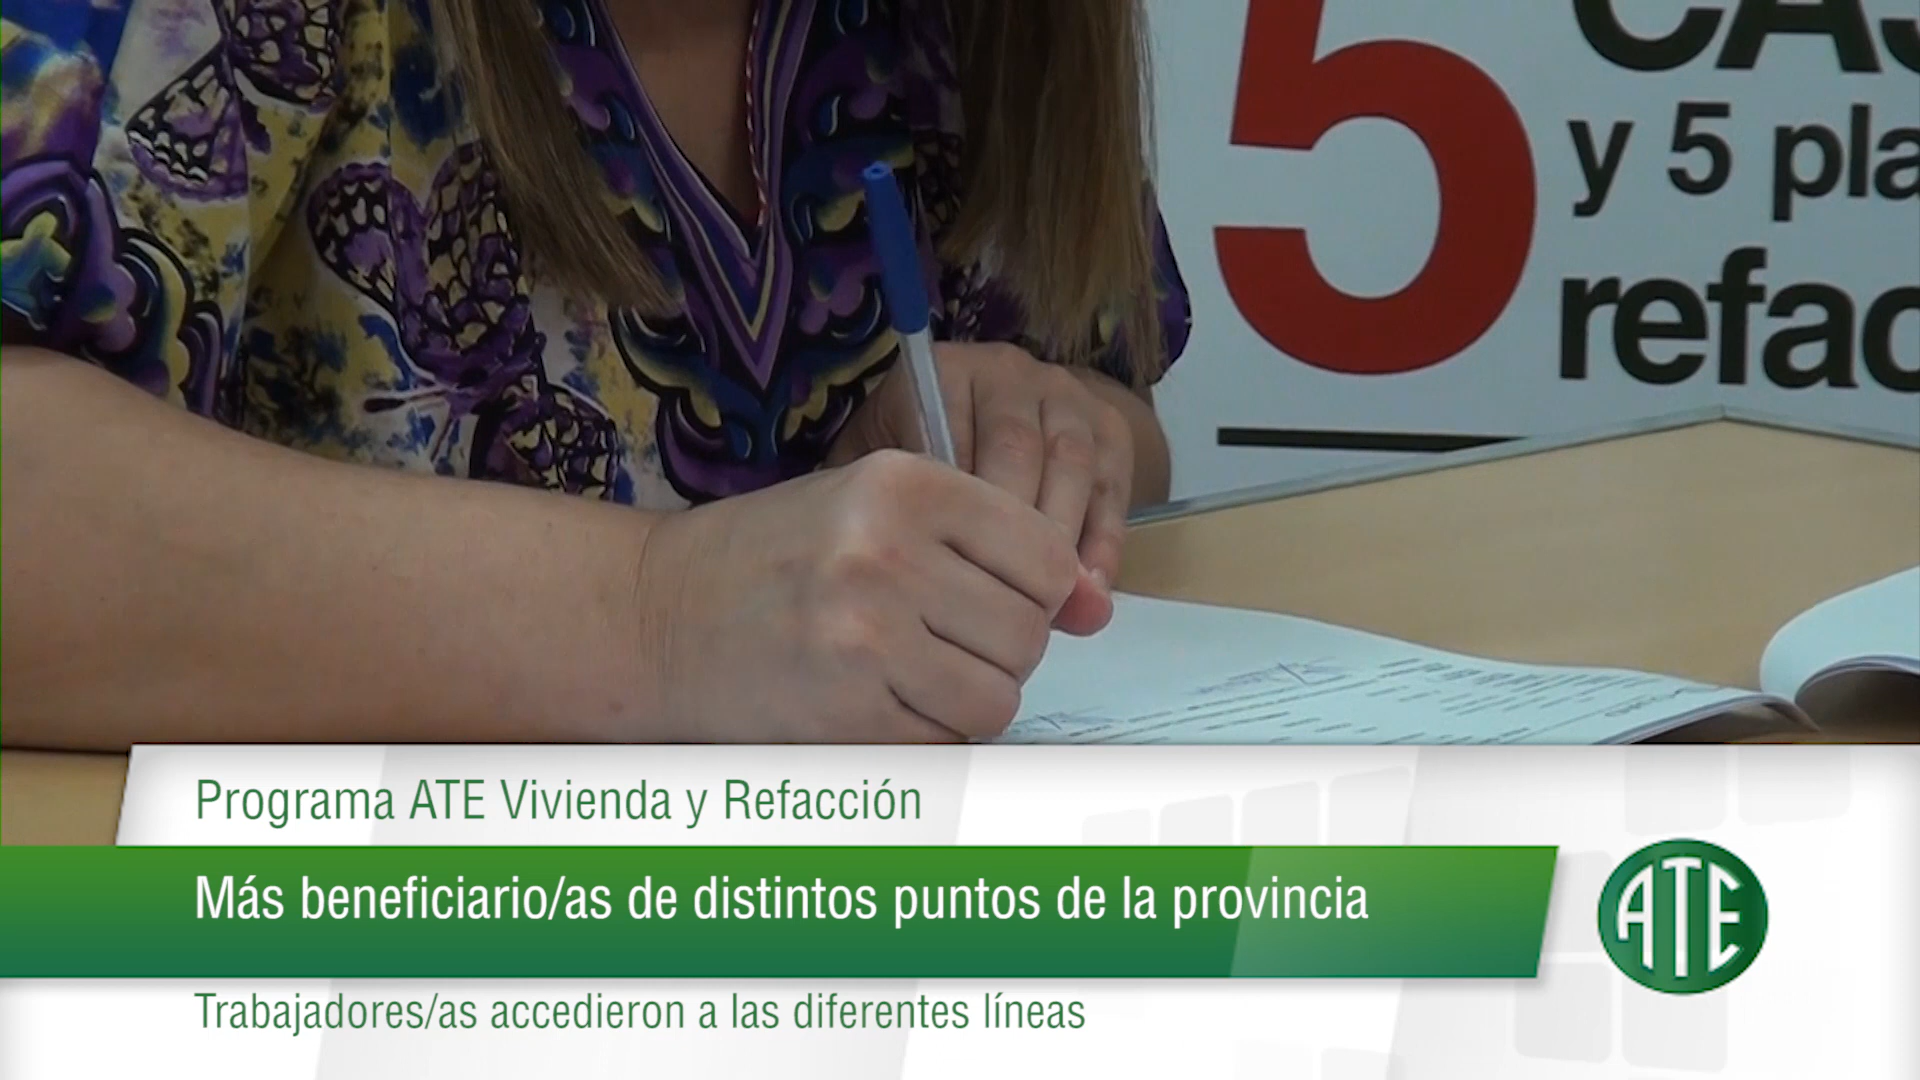 5
y 5 pla
refac
Programa ATE Vivienda y Refacción
Más beneficiario/as de distintos puntos de la provincia
ATE
Trabajadores/as accedieron a las diferentes líneas